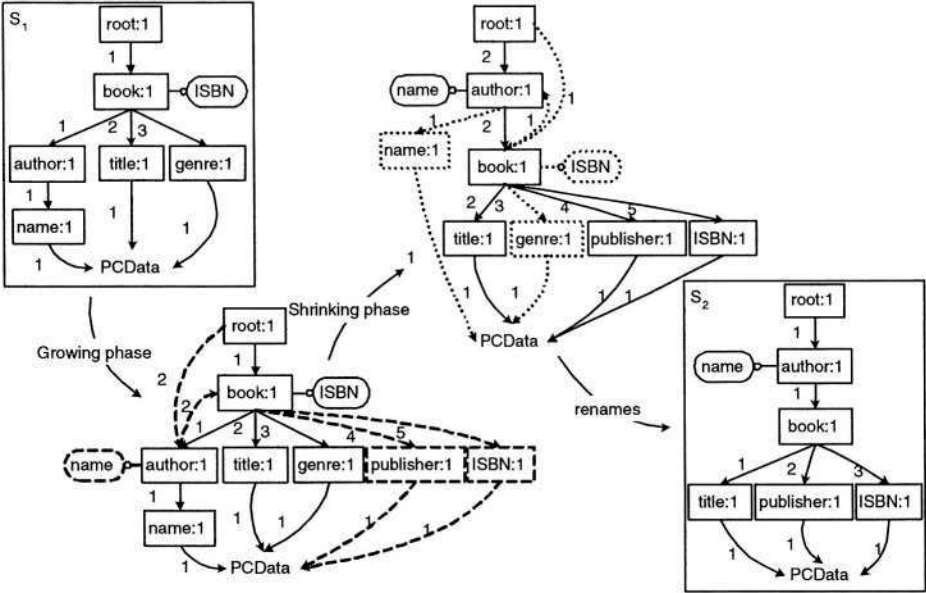 S1
root:1
1
book:1
ISBN
1
2
3
author:1
title:1
genre:1
1
name:1
1
1
1
PCData
Growing phase
root:1
1
2
book:1
ISBN
2
1
2
3
4
5
name
author:1
title:1
genre:1
publisher:1
ISBN:1
1
name:1
1
1
1
1
1
PCData
Shrinking phase
root:1
2
1
name
author:1
1
2
1
name:1
book:1
ISBN
2
3
4
5
title:1
genre:1
publisher:1
ISBN:1
1
1
1
1
1
PCData
renames
S2
root:1
1
name
author:1
1
book:1
1
2
3
title:1
publisher:1
ISBN:1
1
1
1
PCData